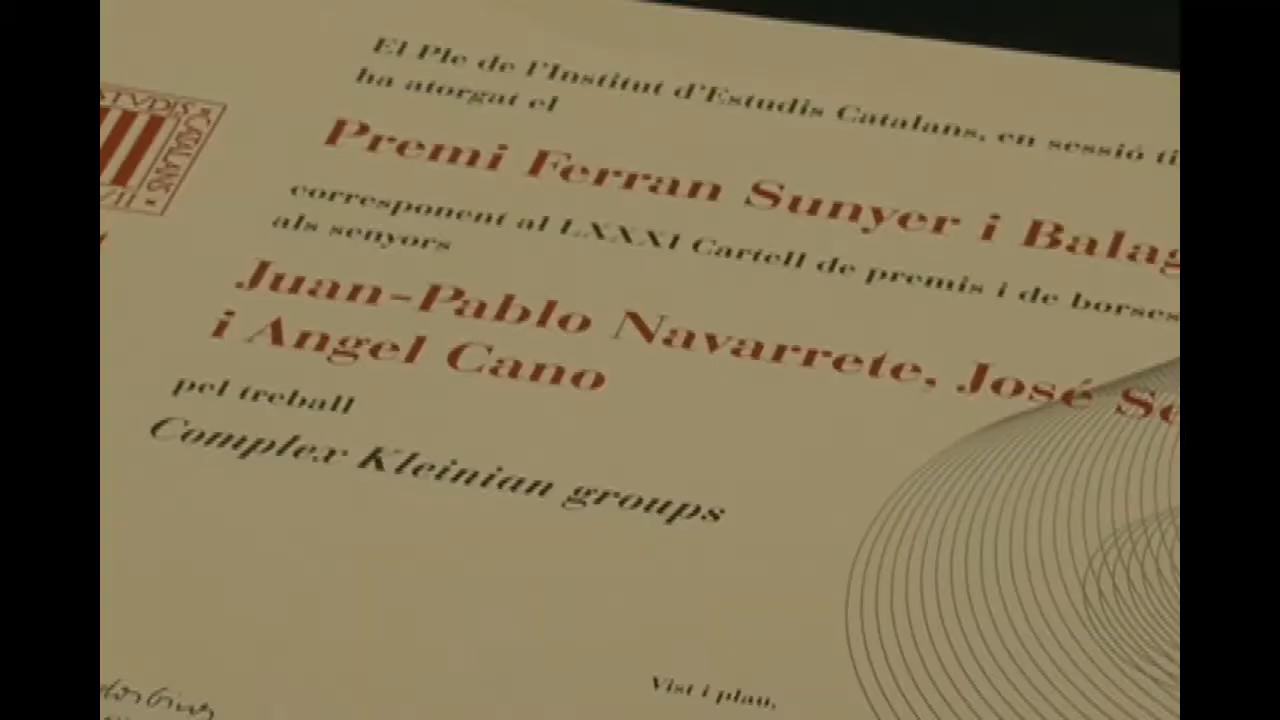 El Ple de l'Institut d'Estudis Catalans, en sessió
ha atorgat el
Premi Ferran Sunyer i Balag
corresponent al LXXXI Cartell de premis i de borses
als senyors
Juan-Pablo Navarrete, José
i Angel Cano
pel treball
Complex Kleinian groups
Vist i plau,
CATALANS